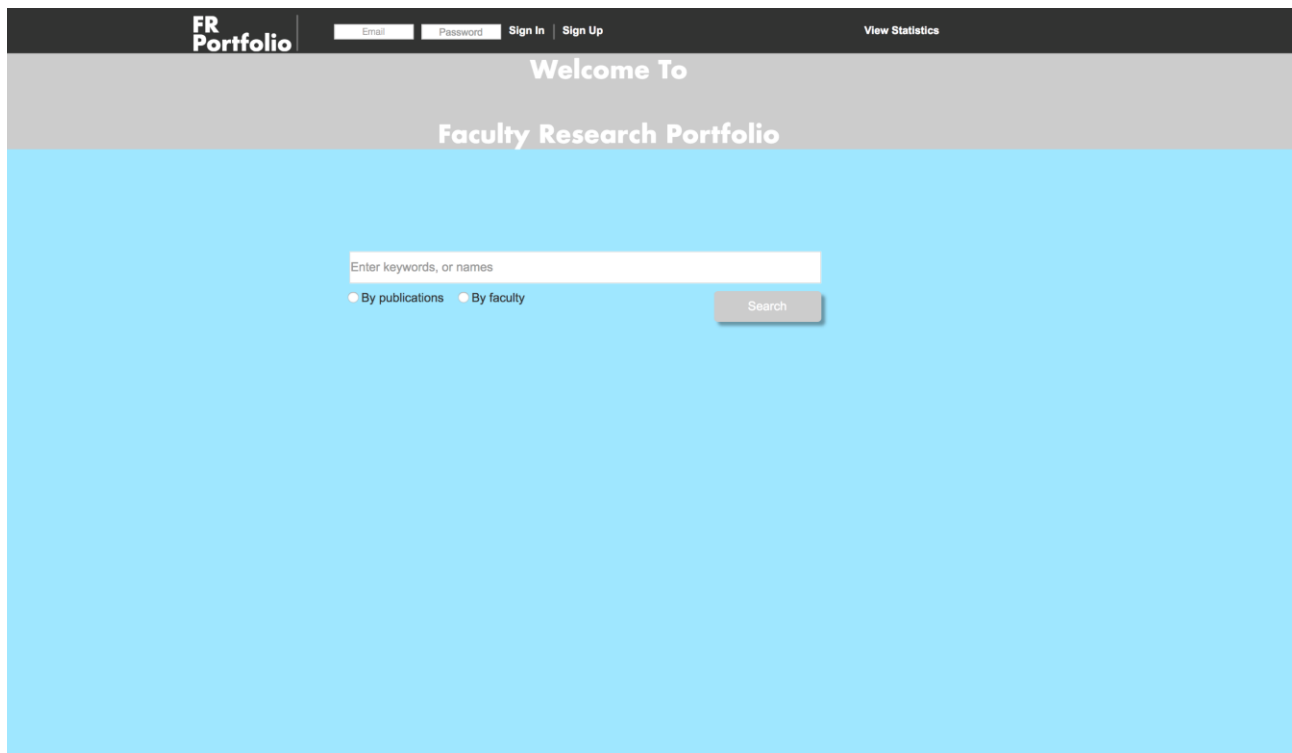 FR
Portfolio
Email Password Sign In Sign Up View Statistics
Welcome To
Faculty Research Portfolio
Enter keywords, or names
By publications By faculty
Search